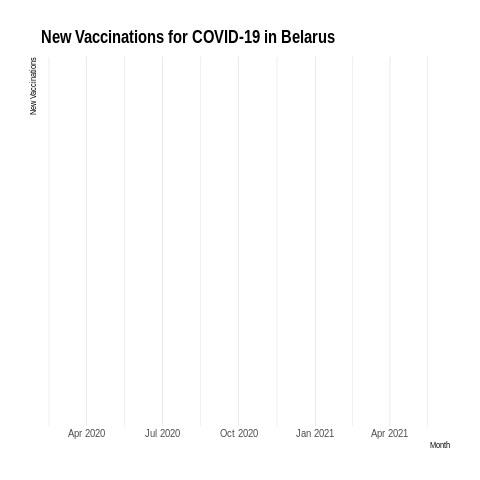 New Vaccinations for COVID-19 in Belarus
New Vaccinations
Apr 2020 Jul 2020 Oct 2020 Jan 2021 Apr 2021
Month